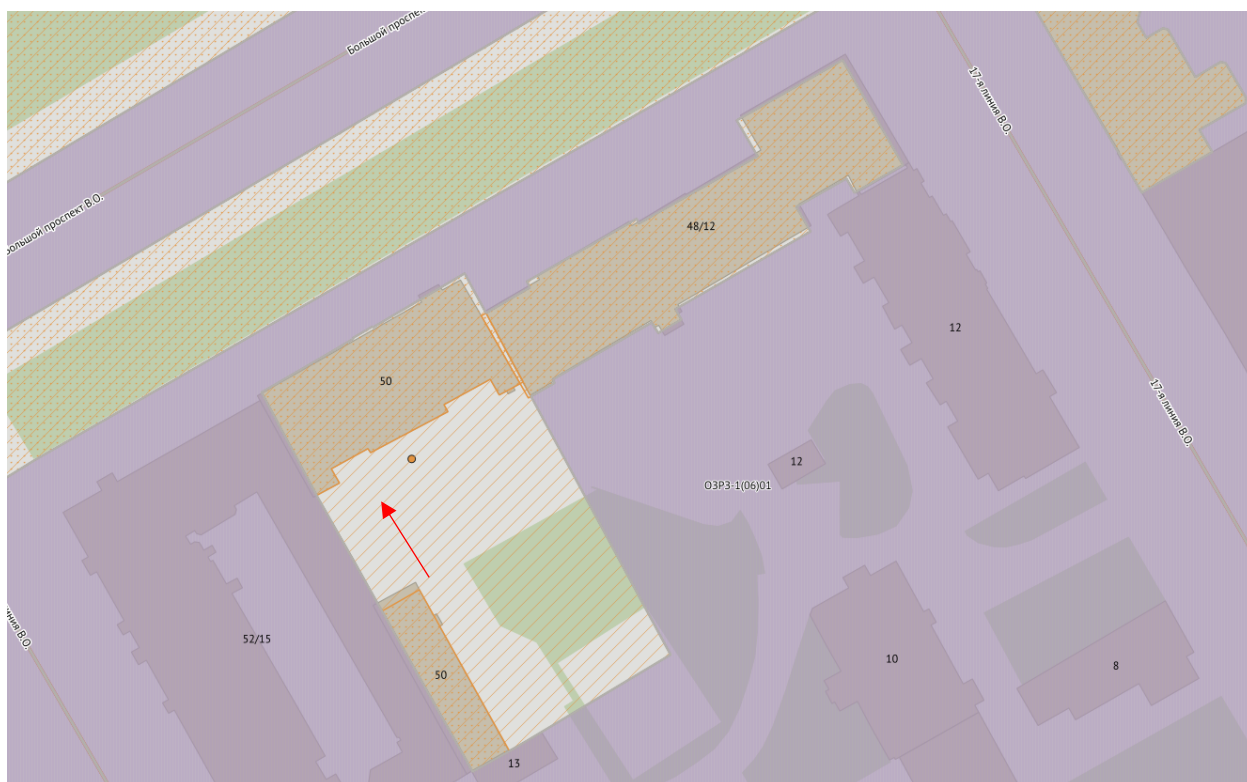 Большой проспект
17-я линия В.О.
Большой проспект В.О.
48/12
12
50
17-я линия В.О.
12
ОЗРЗ-1(06)01
52/15
10
8
50
линия В.О.
13